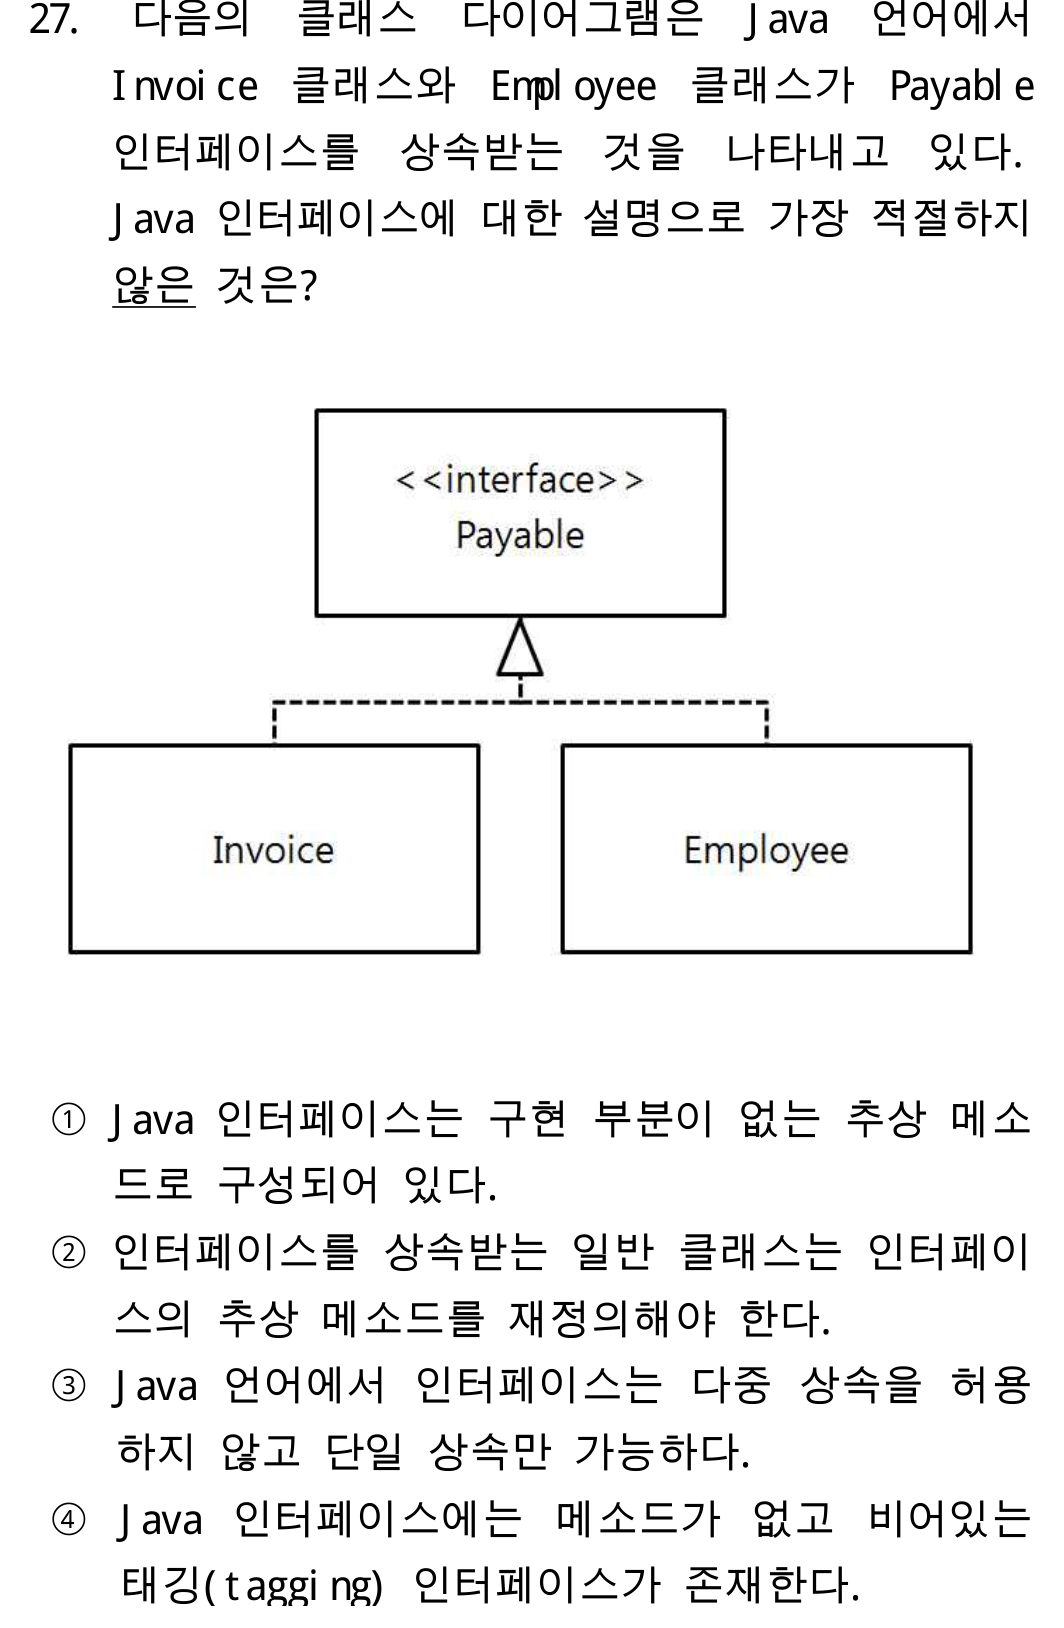 27. 다음의 클래스 다이어그램은 Java 언어에서
Invoice 클래스와 Employee 클래스가 Payable
인터페이스를 상속받는 것을 나타내고 있다.
Java 인터페이스에 대한 설명으로 가장 적절하지
않은 것은?
<<interface>>
Payable
Invoice
Employee
① Java 인터페이스는 구현 부분이 없는 추상 메소
드로 구성되어 있다.
② 인터페이스를 상속받는 일반 클래스는 인터페이
스의 추상 메소드를 재정의해야 한다.
③ Java 언어에서 인터페이스는 다중 상속을 허용
하지 않고 단일 상속만 가능하다.
④ Java 인터페이스에는 메소드가 없고 비어있는
태깅(tagging) 인터페이스가 존재한다.